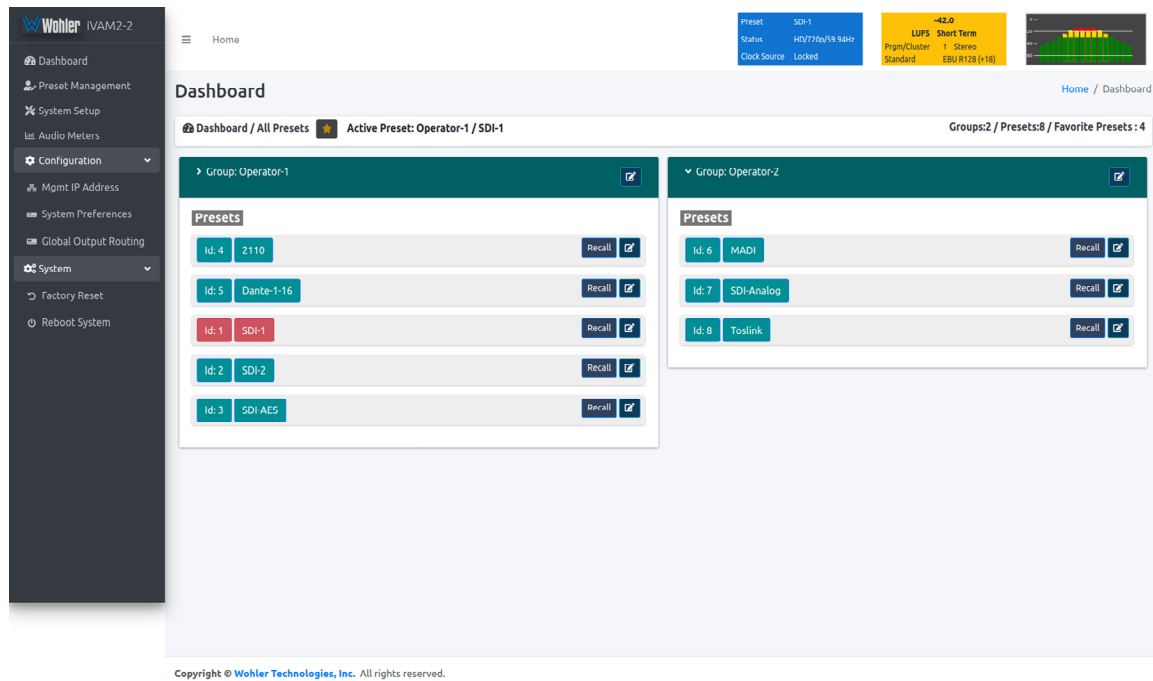 Wohler iVAM2-2
Dashboard
Preset Management
System Setup
Audio Meters
Configuration
Mgmt IP Address
System Preferences
Global Output Routing
System
Factory Reset
Reboot System
Home
Preset SDI-1
Status HD/720p/59.94Hz
Clock Source Locked
-42.0
LUFS Short Term
Prgm/Cluster 1 Stereo
Standard EBU R128 (+18)
Dashboard
Home / Dashboard
Dashboard / All Presets Active Preset: Operator-1 / SDI-1
Groups:2 / Presets:8 / Favorite Presets : 4
Group: Operator-1
Presets
Id: 4 2110 Recall
Id: 5 Dante-1-16 Recall
Id: 1 SDI-1 Recall
Id: 2 SDI-2 Recall
Id: 3 SDI-AES Recall
Group: Operator-2
Presets
Id: 6 MADI Recall
Id: 7 SDI-Analog Recall
Id: 8 Toslink Recall
Copyright © Wohler Technologies, Inc. All rights reserved.